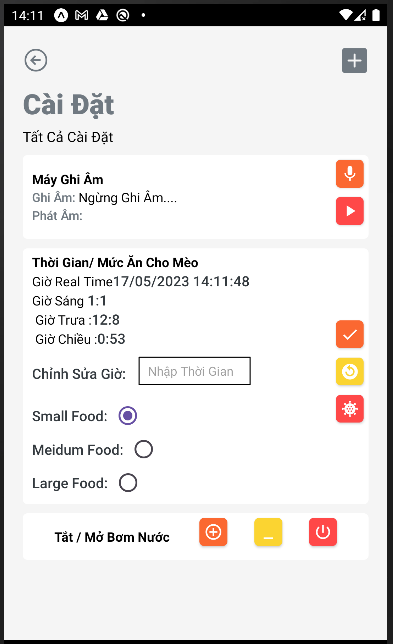 14:11
Cài Đặt
Tất Cả Cài Đặt
Máy Ghi Âm
Ghi Âm: Ngừng Ghi Âm....
Phát Âm:
Thời Gian/ Mức Ăn Cho Mèo
Giờ Real Time17/05/2023 14:11:48
Giờ Sáng 1:1
Giờ Trưa :12:8
Giờ Chiều :0:53
Chỉnh Sửa Giờ: Nhập Thời Gian
Small Food:
Meidum Food:
Large Food:
Tắt / Mở Bơm Nước